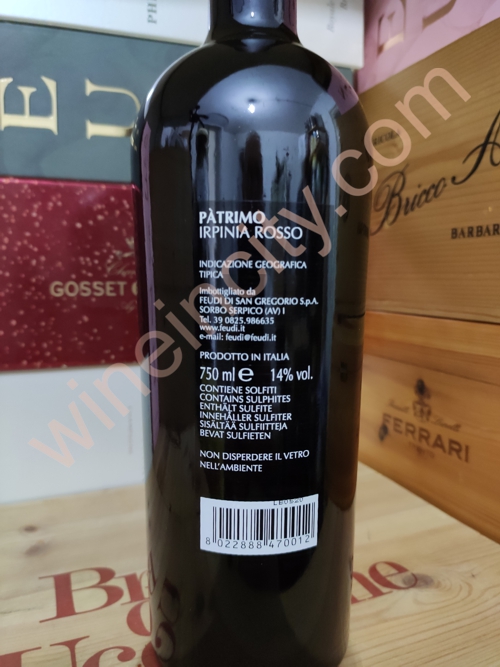 PRIMO
E U
GOSSET
Bricco A
BARBAR
FERRARI
PÀTRIMO
IRPINIA ROSSO
INDICAZIONE GEOGRAFICA
TIPICA
Imbottigliato da
FEUDI DI SAN GREGORIO S.p.A.
SORBO SERPICO (AV) I
Tel. 39 0825.986635
www.feudi.it
e-mail: feudi@feudi.it
PRODOTTO IN ITALIA
750 ml e 14% vol.
CONTIENE SOLFITI
CONTAINS SULPHITES
ENTHÄLT SULFITE
INNEHÅLLER SULFITER
SISÄLTÄÄ SULFIITTEJA
BEVAT SULFIETEN
NON DISPERDERE IL VETRO
NELL'AMBIENTE
LB0620
8 022888 470012
wineincity.com